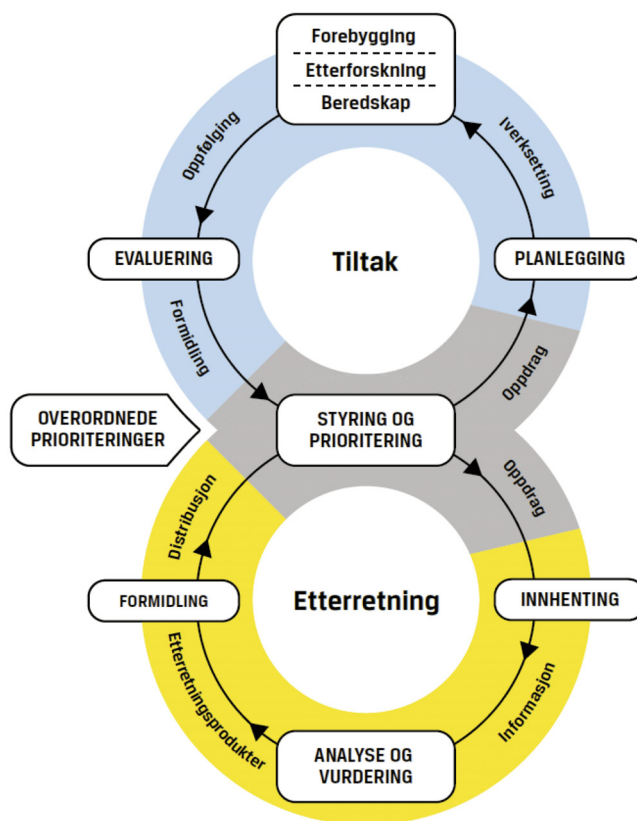 Forebygging
Etterforskning
Beredskap
Oppfølging
Iverksetting
EVALUERING
Tiltak
PLANLEGGING
Formidling
Oppdrag
OVERORDNEDE
PRIORITERINGER
STYRING OG
PRIORITERING
Distribusjon
Oppdrag
FORMIDLING
Etterretning
INNHENTING
Etterretningsprodukter
Informasjon
ANALYSE OG
VURDERING